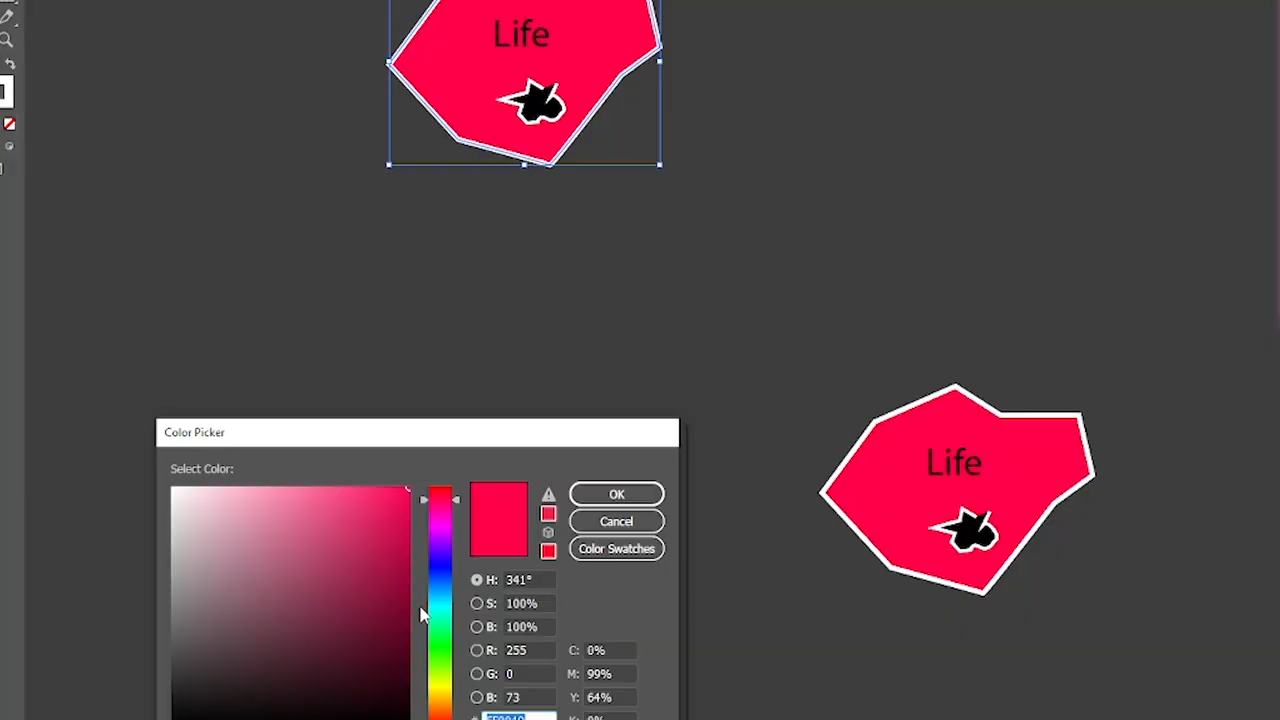 Life
Life
Color Picker
Select Color:
OK
Cancel
Color Swatches
H: 341°
S: 100%
B: 100%
R: 255 C: 0%
G: 0 M: 99%
B: 73 Y: 64%